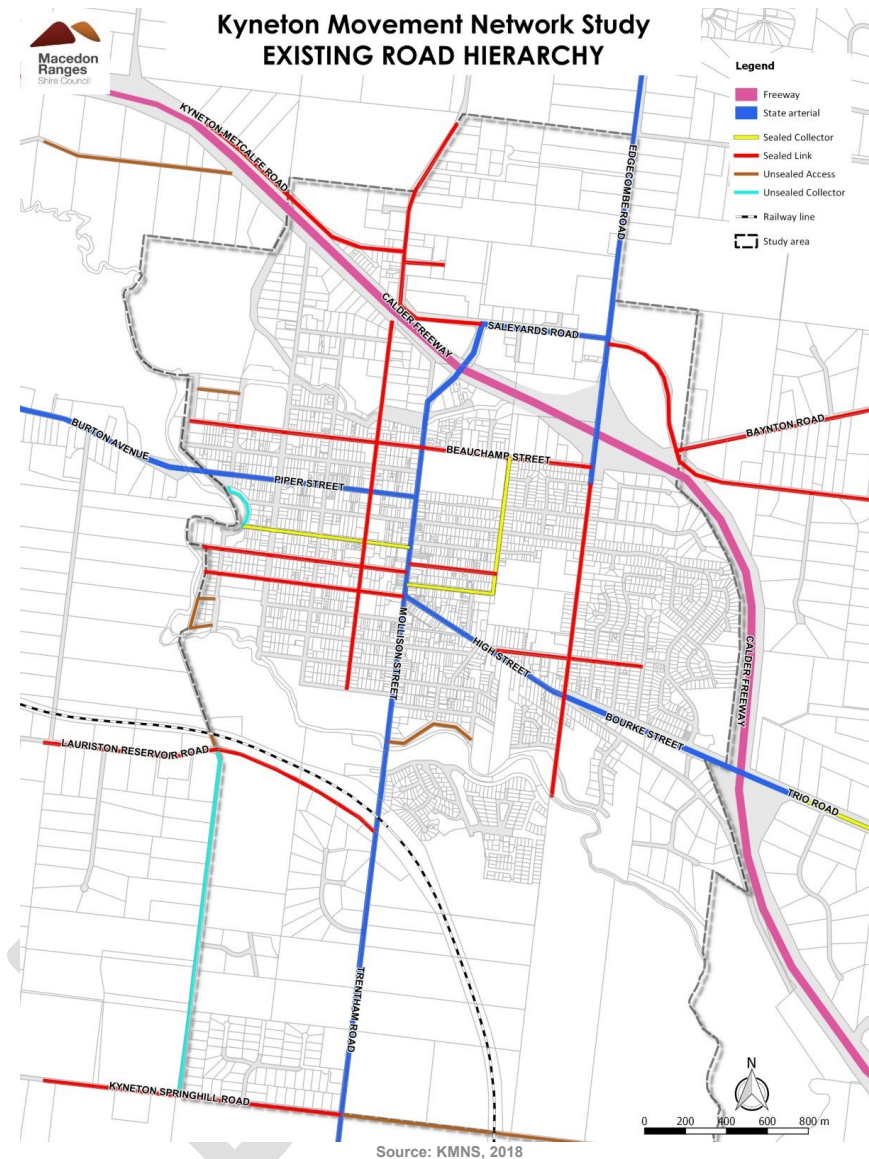 Kyneton Movement Network Study
EXISTING ROAD HIERARCHY
Macedon
Ranges
Shire Council
Legend
Freeway
State arterial
Sealed Collector
Sealed Link
Unsealed Access
Unsealed Collector
Railway line
Study area
KYNETON-METCALFE ROAD
EDGECOMBE ROAD
CALDER FREEWAY
SALEYARDS ROAD
BURTON AVENUE
BAYNTON ROAD
BEAUCHAMP STREET
PIPER STREET
MOLLISON STREET
HIGH STREET
CALDER FREEWAY
BOURKE STREET
LAURISTON RESERVOIR ROAD
TRIO ROAD
TRENTHAM ROAD
KYNETON SPRINGHILL ROAD
N
0 200 400 600 800 m
Source: KMNS, 2018